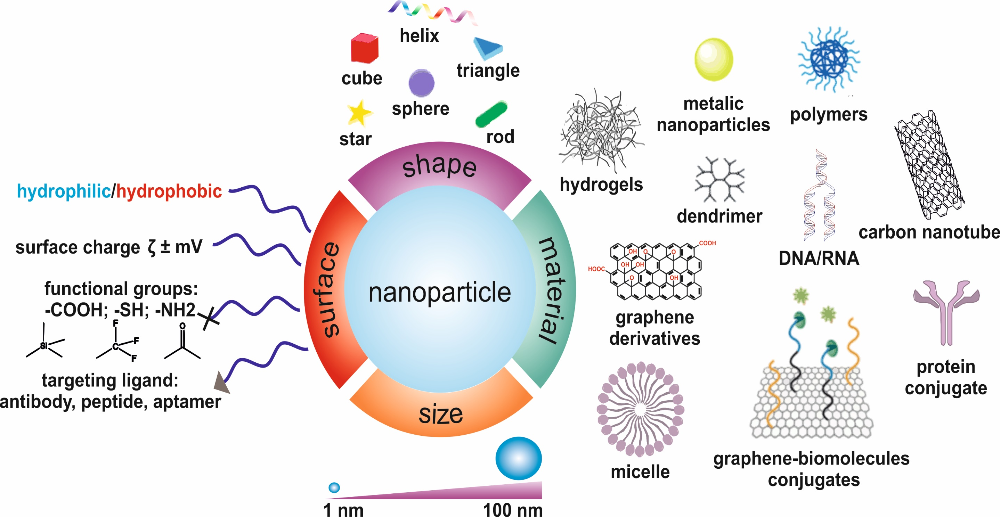 helix
cube
triangle
sphere
star
rod
shape
hydrophilic/hydrophobic
surface charge ζ ± mV
functional groups:
-COOH; -SH; -NH2
Si
F
C
F
F
O
targeting ligand:
antibody, peptide, aptamer
surface
nanoparticle
material
size
1 nm
100 nm
metalic
nanoparticles
polymers
hydrogels
dendrimer
carbon nanotube
DNA/RNA
COOH
OH
O
O
OH
OH
HOOC
O
OH
graphene
derivatives
protein
conjugate
micelle
graphene-biomolecules
conjugates